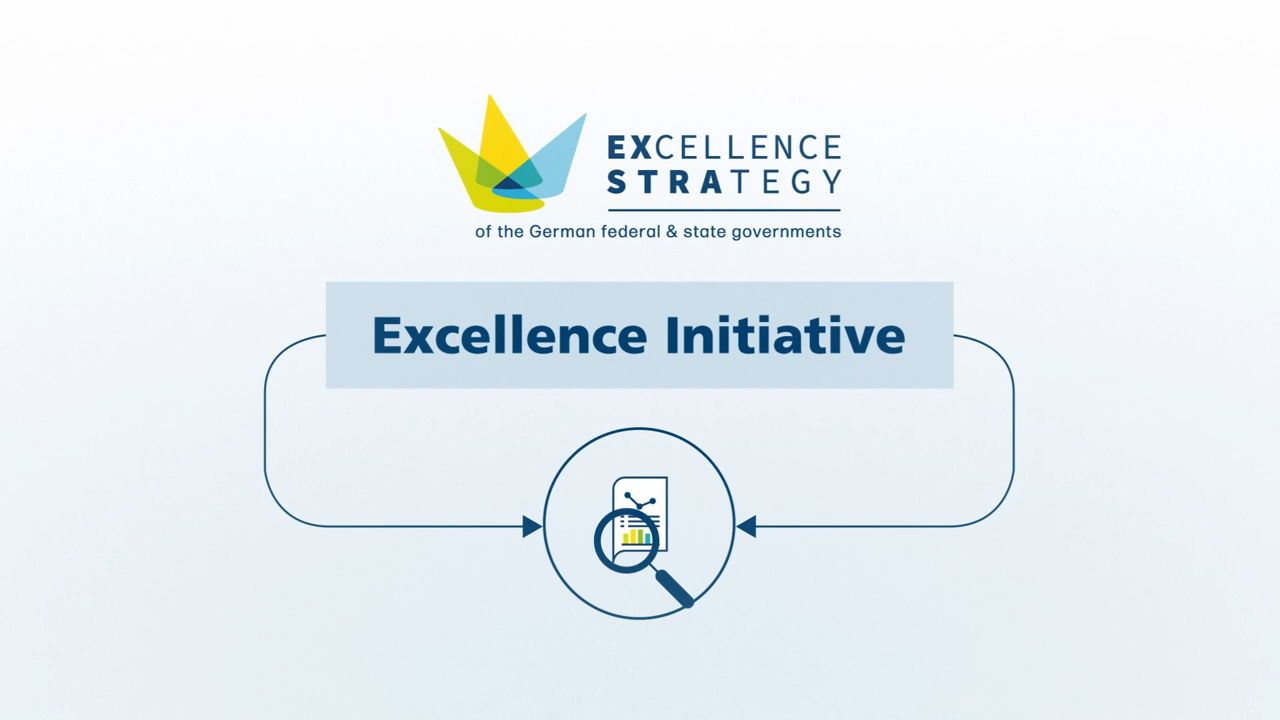 EXCELLENCE
STRATEGY
of the German federal & state governments
Excellence Initiative